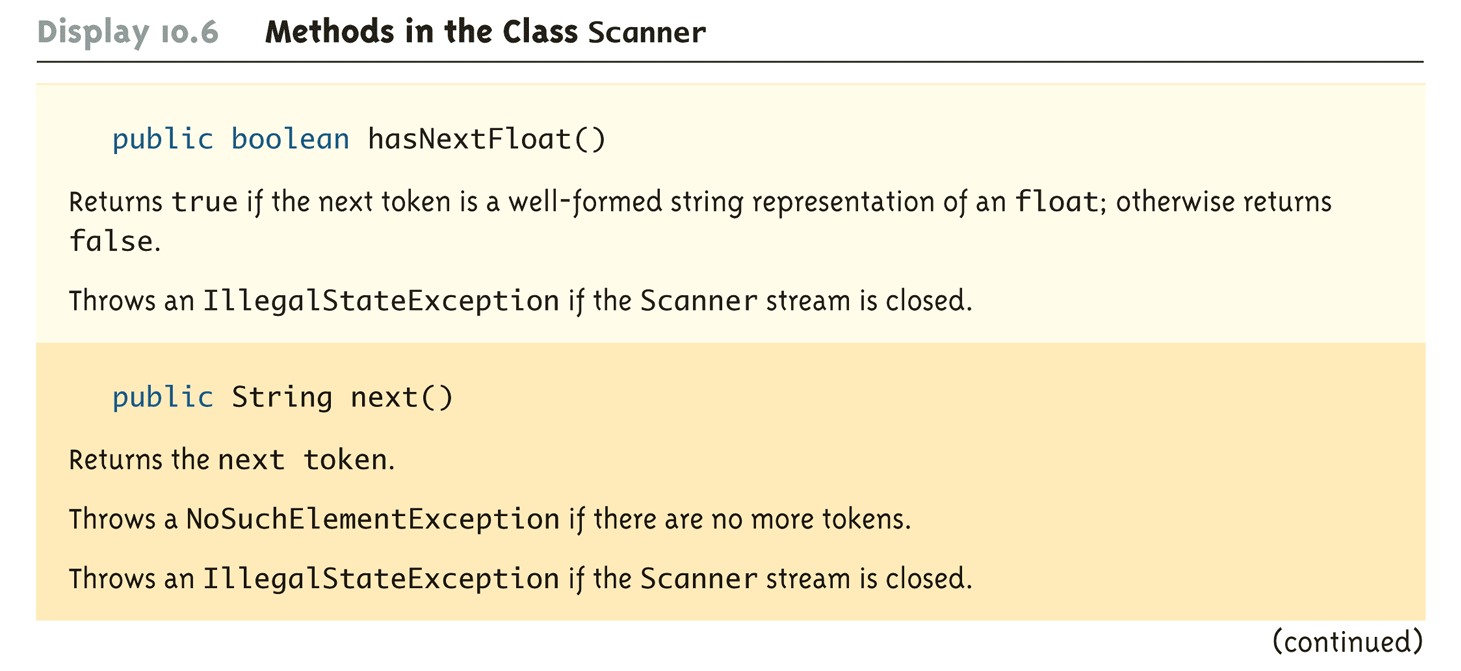 Display 10.6 Methods in the Class Scanner
public boolean hasNextFloat()
Returns true if the next token is a well-formed string representation of an float; otherwise returns
false.
Throws an IllegalStateException if the Scanner stream is closed.
public String next()
Returns the next token.
Throws a NoSuchElementException if there are no more tokens.
Throws an IllegalStateException if the Scanner stream is closed.
(continued)